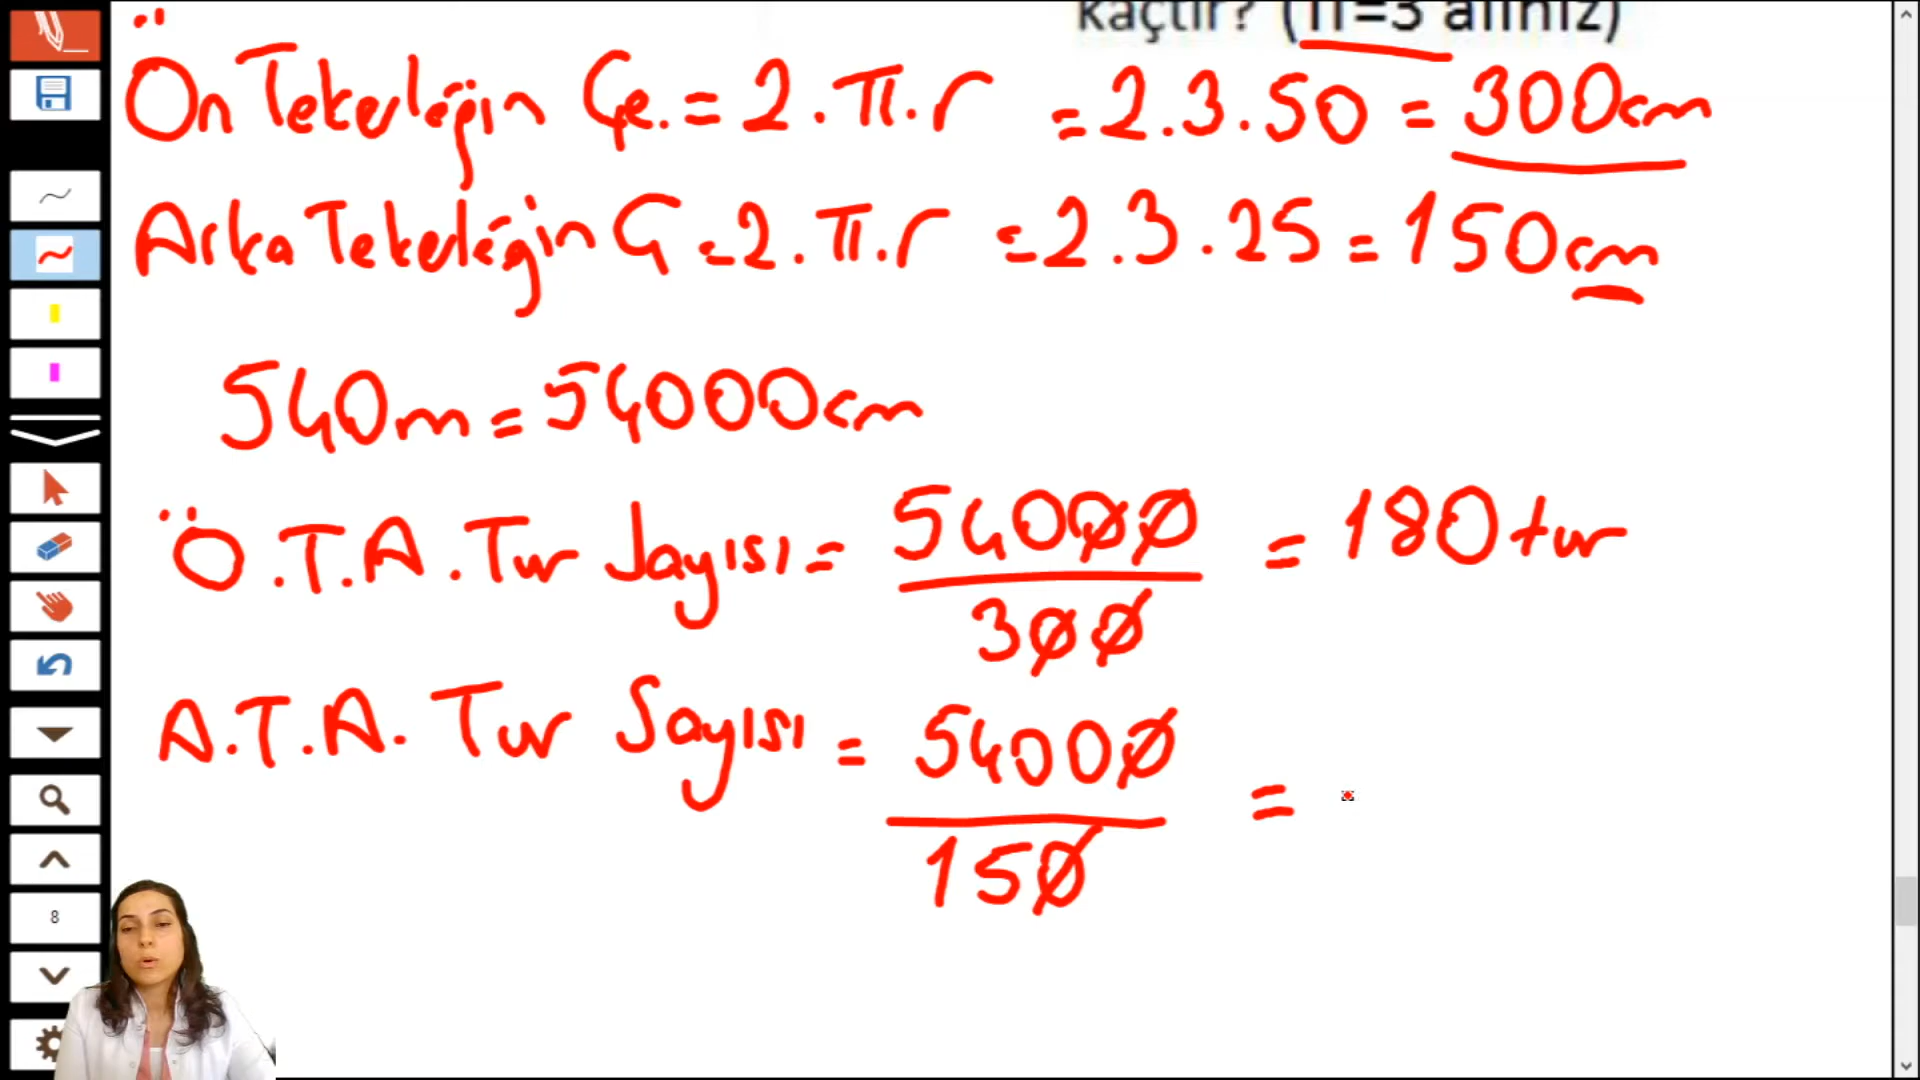 kaçtır? (π=3 alınız)
Ön Tekerleğin Çe. = 2.π.r = 2.3.50 = 300cm
Arka Tekerleğin Ç = 2.π.r = 2.3.25 = 150cm
540m = 54000cm
Ö.T.A. Tur Sayısı = 54000 / 300 = 180 tur
A.T.A. Tur Sayısı = 54000 / 150 =
8